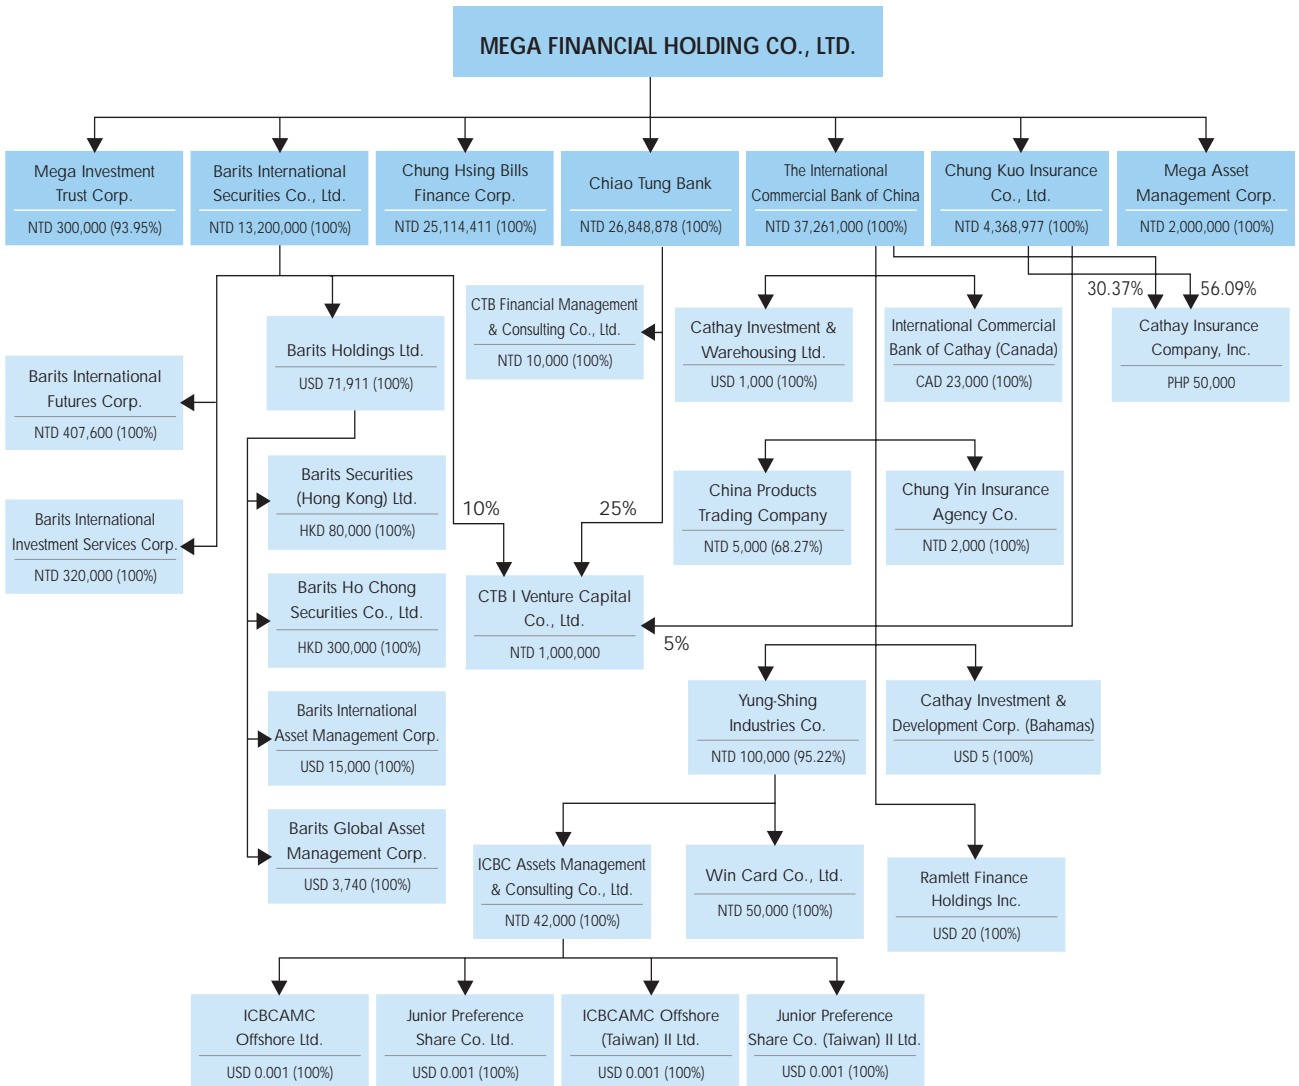 MEGA FINANCIAL HOLDING CO., LTD.
Mega Investment
Trust Corp.
NTD 300,000 (93.95%)
Barits International
Securities Co., Ltd.
NTD 13,200,000 (100%)
Chung Hsing Bills
Finance Corp.
NTD 25,114,411 (100%)
Chiao Tung Bank
NTD 26,848,878 (100%)
The International
Commercial Bank of China
NTD 37,261,000 (100%)
Chung Kuo Insurance
Co., Ltd.
NTD 4,368,977 (100%)
Mega Asset
Management Corp.
NTD 2,000,000 (100%)
30.37%
56.09%
CTB Financial Management
& Consulting Co., Ltd.
NTD 10,000 (100%)
Cathay Investment &
Warehousing Ltd.
USD 1,000 (100%)
International Commercial
Bank of Cathay (Canada)
CAD 23,000 (100%)
Cathay Insurance
Company, Inc.
PHP 50,000
Barits Holdings Ltd.
USD 71,911 (100%)
Barits International
Futures Corp.
NTD 407,600 (100%)
Barits Securities
(Hong Kong) Ltd.
HKD 80,000 (100%)
10%
25%
China Products
Trading Company
NTD 5,000 (68.27%)
Chung Yin Insurance
Agency Co.
NTD 2,000 (100%)
Barits International
Investment Services Corp.
NTD 320,000 (100%)
Barits Ho Chong
Securities Co., Ltd.
HKD 300,000 (100%)
CTB I Venture Capital
Co., Ltd.
NTD 1,000,000
5%
Barits International
Asset Management Corp.
USD 15,000 (100%)
Yung-Shing
Industries Co.
NTD 100,000 (95.22%)
Cathay Investment &
Development Corp. (Bahamas)
USD 5 (100%)
Barits Global Asset
Management Corp.
USD 3,740 (100%)
ICBC Assets Management
& Consulting Co., Ltd.
NTD 42,000 (100%)
Win Card Co., Ltd.
NTD 50,000 (100%)
Ramlett Finance
Holdings Inc.
USD 20 (100%)
ICBCAMC
Offshore Ltd.
USD 0.001 (100%)
Junior Preference
Share Co. Ltd.
USD 0.001 (100%)
ICBCAMC Offshore
(Taiwan) II Ltd.
USD 0.001 (100%)
Junior Preference
Share Co. (Taiwan) II Ltd.
USD 0.001 (100%)